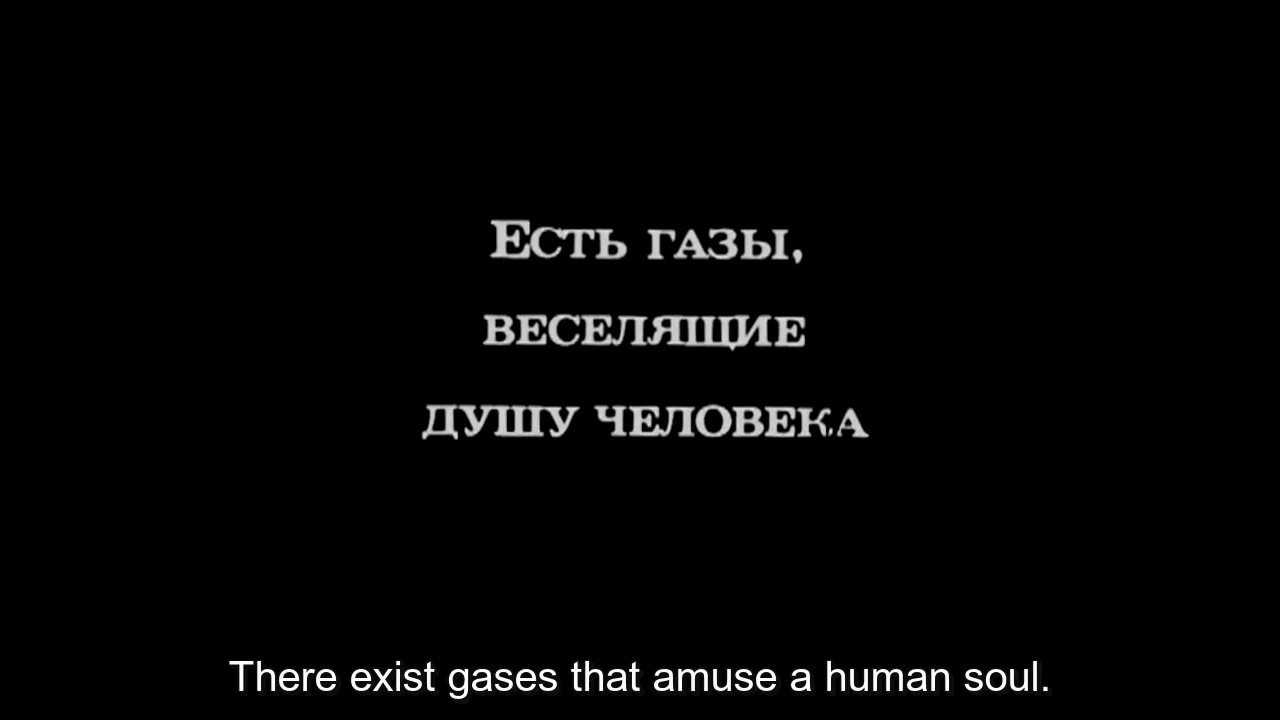 Есть газы,
веселящие
душу человека
There exist gases that amuse a human soul.